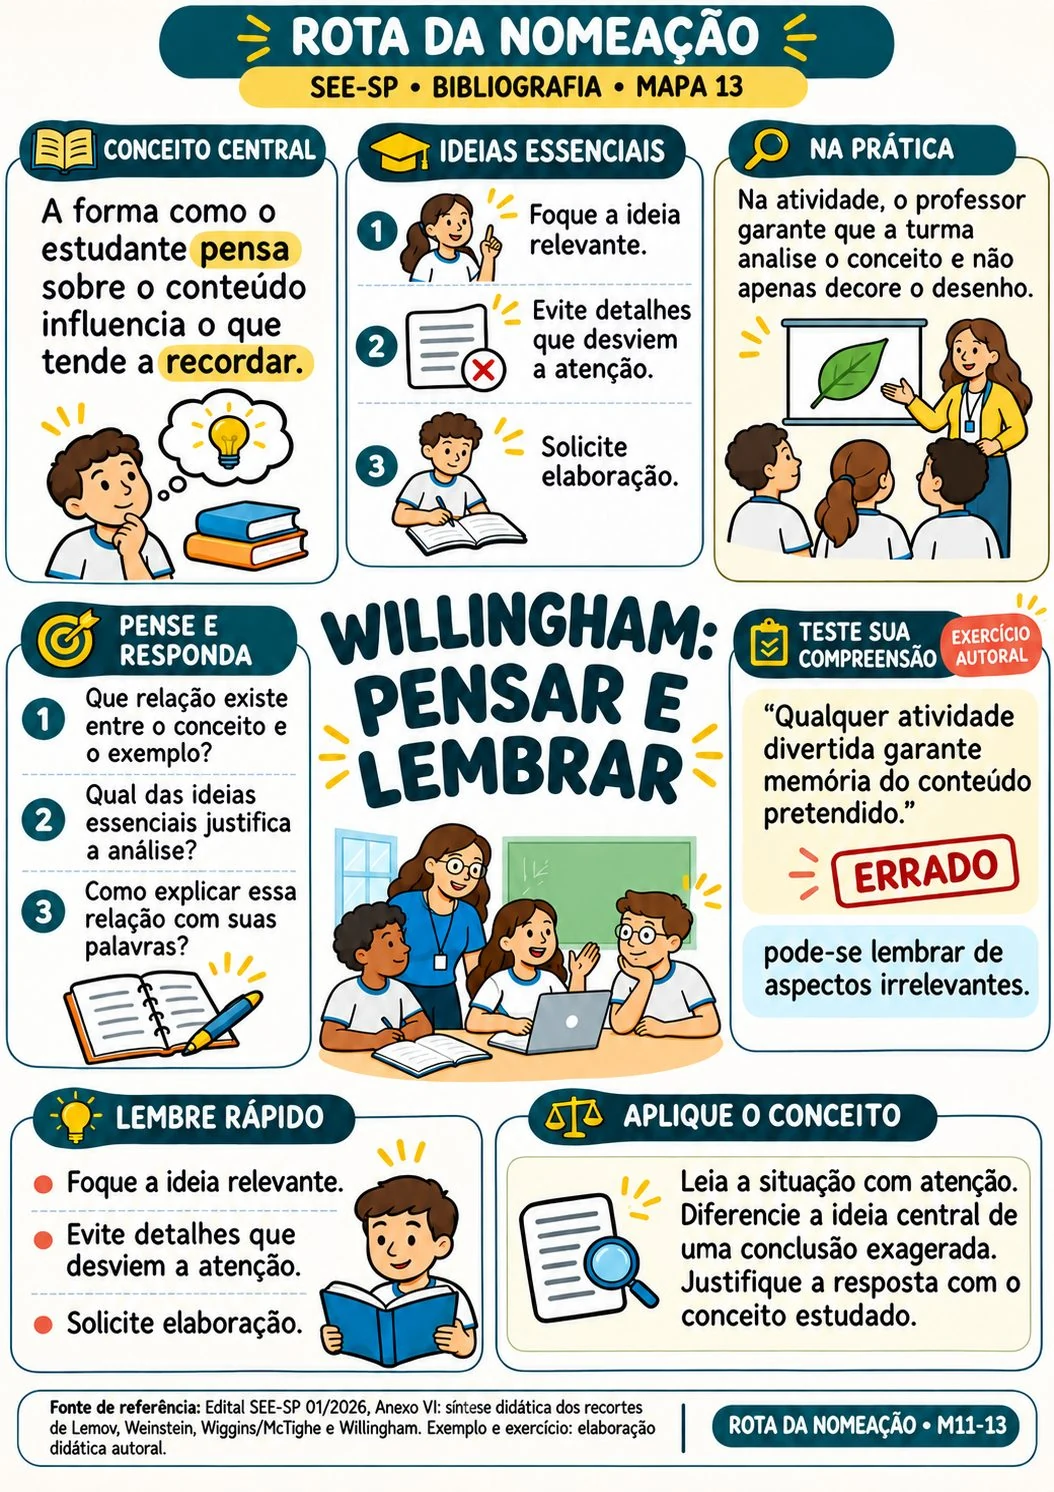 ROTA DA NOMEAÇÃO
SEE-SP • BIBLIOGRAFIA • MAPA 13
CONCEITO CENTRAL
A forma como o
estudante pensa
sobre o conteúdo
influencia o que
tende a recordar.
IDEIAS ESSENCIAIS
1
Foque a ideia
relevante.
2
Evite detalhes
que desviem
a atenção.
3
Solicite
elaboração.
NA PRÁTICA
Na atividade, o professor
garante que a turma
analise o conceito e não
apenas decore o desenho.
PENSE E
RESPONDA
1
Que relação existe
entre o conceito e
o exemplo?
2
Qual das ideias
essenciais justifica
a análise?
3
Como explicar essa
relação com suas
palavras?
WILLINGHAM:
PENSAR E
LEMBRAR
TESTE SUA
COMPREENSÃO
EXERCÍCIO
AUTORAL
“Qualquer atividade
divertida garante
memória do conteúdo
pretendido.”
ERRADO
pode-se lembrar de
aspectos irrelevantes.
LEMBRE RÁPIDO
Foque a ideia relevante.
Evite detalhes que
desviem a atenção.
Solicite elaboração.
APLIQUE O CONCEITO
Leia a situação com atenção.
Diferencie a ideia central de
uma conclusão exagerada.
Justifique a resposta com o
conceito estudado.
Fonte de referência: Edital SEE-SP 01/2026, Anexo VI: síntese didática dos recortes
de Lemov, Weinstein, Wiggins/McTighe e Willingham. Exemplo e exercício: elaboração
didática autoral.
ROTA DA NOMEAÇÃO • M11-13